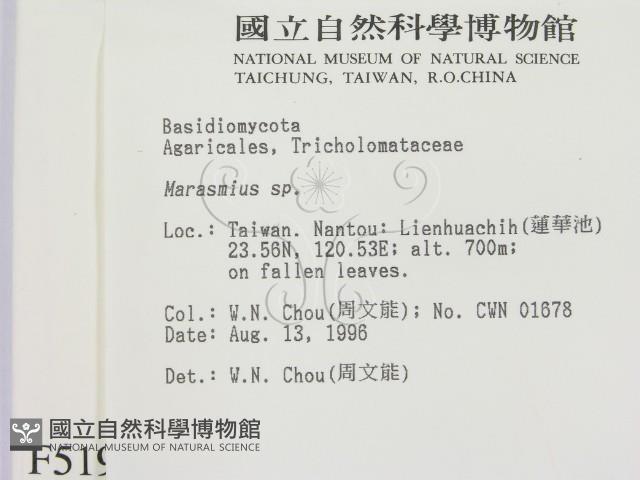 國立自然科學博物館
NATIONAL MUSEUM OF NATURAL SCIENCE
TAICHUNG, TAIWAN, R.O.CHINA
Basidiomycota
Agaricales, Tricholomataceae
Marasmius sp.
Loc.: Taiwan. Nantou: Lienhuachih(蓮華池)
23.56N, 120.53E; alt. 700m;
on fallen leaves.
Col.: W.N. Chou(周文能); No. CWN 01678
Date: Aug. 13, 1996
Det.: W.N. Chou(周文能)
國立自然科學博物館
NATIONAL MUSEUM OF NATURAL SCIENCE